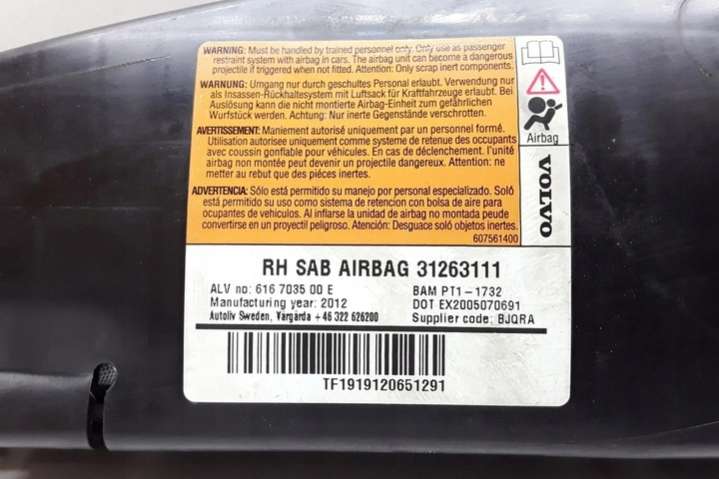 WARNING: Must be handled by trained personnel only. Only use as passenger
restraint system with airbag in cars. The airbag unit can become a dangerous
projectile if triggered when not fitted. Attention: Only scrap inert components.
WARNUNG: Umgang nur durch geschultes Personal erlaubt. Verwendung nur
als Insassen-Rückhaltesystem mit Luftsack für Kraftfahrzeuge erlaubt. Bei
Auslösung kann die nicht montierte Airbag-Einheit zum gefährlichen
Wurfstück werden. Achtung: Nur inerte Gegenstände verschrotten.
AVERTISSEMENT: Maniement autorisé uniquement par un personnel formé.
Utilisation autorisée uniquement comme systeme de retenue des occupants
avec coussin gonflable pour véhicules. En cas de déclenchement. l'unité
airbag non montée peut devenir un projectile dangereux. Attention: ne
metter au rebut que des piéces inertes.
ADVERTENCIA: Sólo está permitido su manejo por personal especializado. Soló
está permitido su uso como sistema de retencion con bolsa de aire para
ocupantes de vehículos. Al inflarse la unidad de airbag no montada peude
convertirse en un proyectil peligroso. Atención: Desguace soló objetos inertes.
607561400
Airbag
VOLVO
RH SAB AIRBAG 31263111
ALV no: 616 7035 00 E
BAM PT1-1732
Manufacturing year: 2012
DOT EX2005070691
Autoliv Sweden, Vårgårda +46 322 626200
Supplier code: BJQRA
TF1919120651291